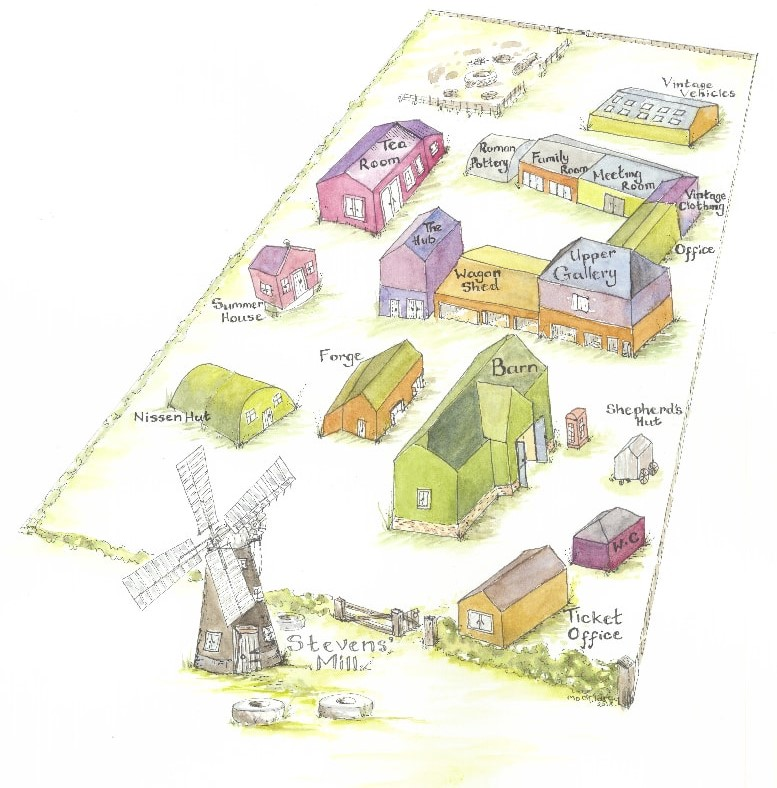 Vintage
Vehicles
Tea
Room
Roman
Pottery
Family
Room
Meeting
Room
Vintage
Clothing
The
Hub
Wagon
Shed
Upper
Gallery
Office
Summer
House
Forge
Barn
Nissen Hut
Shepherd's
Hut
W.C
Ticket
Office
Stevens'
Mill